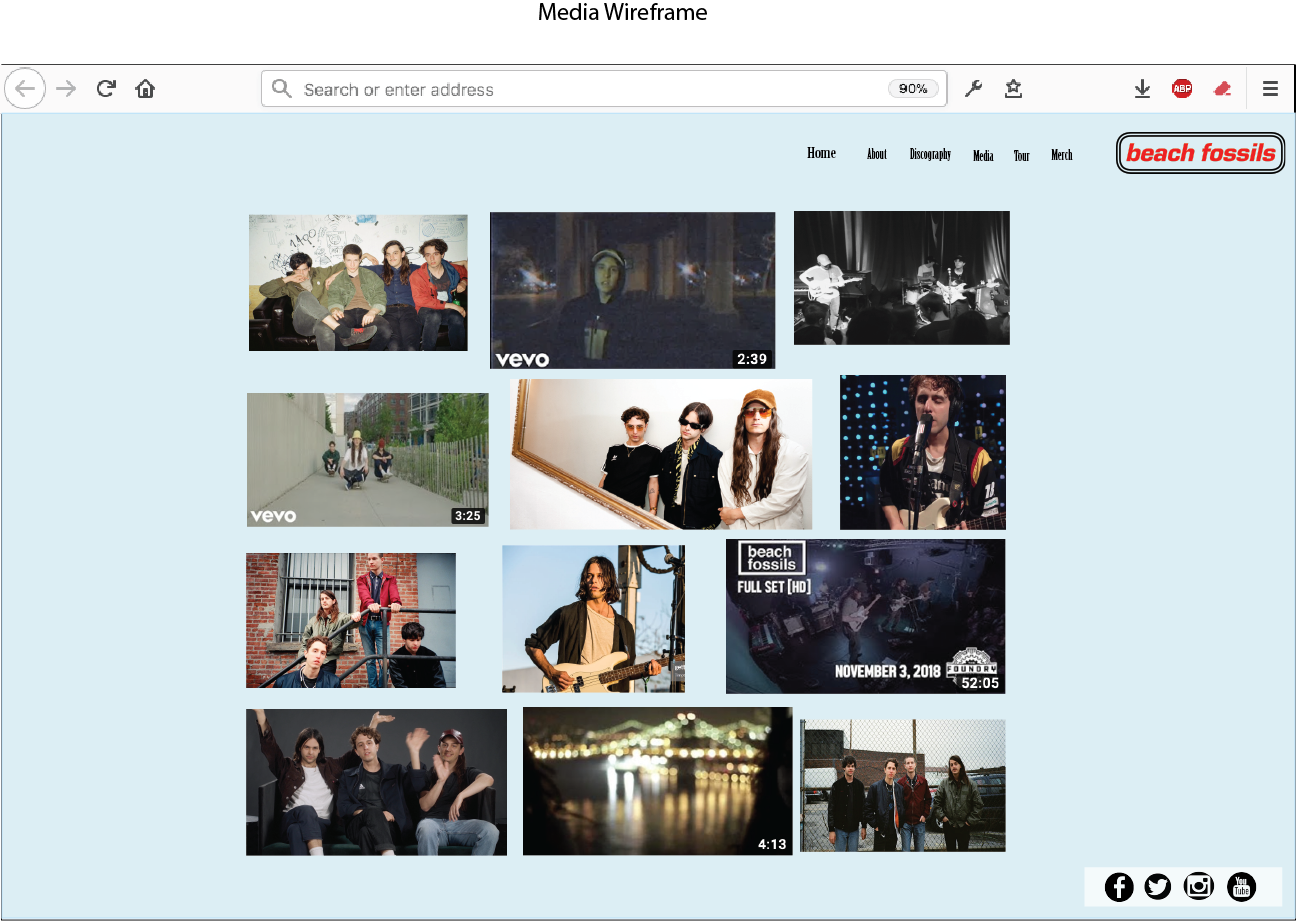 Media Wireframe
Search or enter address
90%
ABP
Home About Discography Media Tour Merch
beach fossils
vevo
2:39
vevo
3:25
beach
fossils
FULL SET [HD]
NOVEMBER 3, 2018
FOUNDRY
52:05
4:13
You
Tube